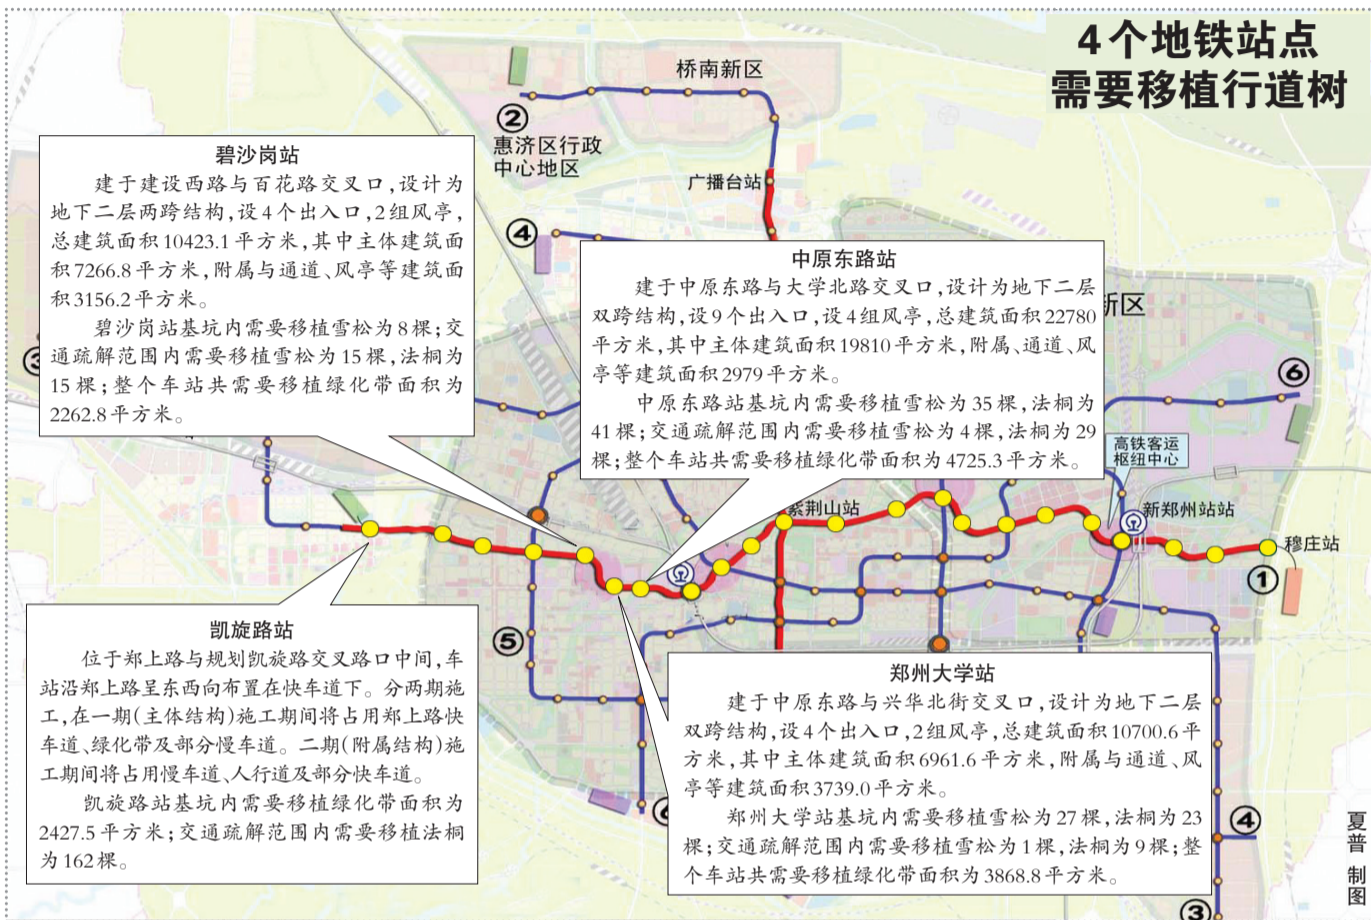 4个地铁站点
需要移植行道树
桥南新区
②
惠济区行政
中心地区
广播台站
④
碧沙岗站
建于建设西路与百花路交叉口,设计为
地下二层两跨结构,设4个出入口,2组风亭,
总建筑面积10423.1平方米,其中主体建筑面
积7266.8平方米,附属与通道、风亭等建筑面
积3156.2平方米。
碧沙岗站基坑内需要移植雪松为8棵;交
通疏解范围内需要移植雪松为15棵,法桐为
15棵;整个车站共需要移植绿化带面积为
2262.8平方米。
中原东路站
建于中原东路与大学北路交叉口,设计为地下二层
双跨结构,设9个出入口,设4组风亭,总建筑面积22780
平方米,其中主体建筑面积19810平方米,附属、通道、风
亭等建筑面积2979平方米。
中原东路站基坑内需要移植雪松为35棵,法桐为
41棵;交通疏解范围内需要移植雪松为4棵,法桐为29
棵;整个车站共需要移植绿化带面积为4725.3平方米。
新区
③
⑥
高铁客运
枢纽中心
紫荆山站
新郑州站站
穆庄站
①
凯旋路站
位于郑上路与规划凯旋路交叉路口中间,车
站沿郑上路呈东西向布置在快车道下。分两期施
工,在一期(主体结构)施工期间将占用郑上路快
车道、绿化带及部分慢车道。二期(附属结构)施
工期间将占用慢车道、人行道及部分快车道。
凯旋路站基坑内需要移植绿化带面积为
2427.5平方米;交通疏解范围内需要移植法桐
为162棵。
⑤
郑州大学站
建于中原东路与兴华北街交叉口,设计为地下二层
双跨结构,设4个出入口,2组风亭,总建筑面积10700.6平
方米,其中主体建筑面积6961.6平方米,附属与通道、风
亭等建筑面积3739.0平方米。
郑州大学站基坑内需要移植雪松为27棵,法桐为23
棵;交通疏解范围内需要移植雪松为1棵,法桐为9棵;整
个车站共需要移植绿化带面积为3868.8平方米。
⑥
④
③
夏普 制图